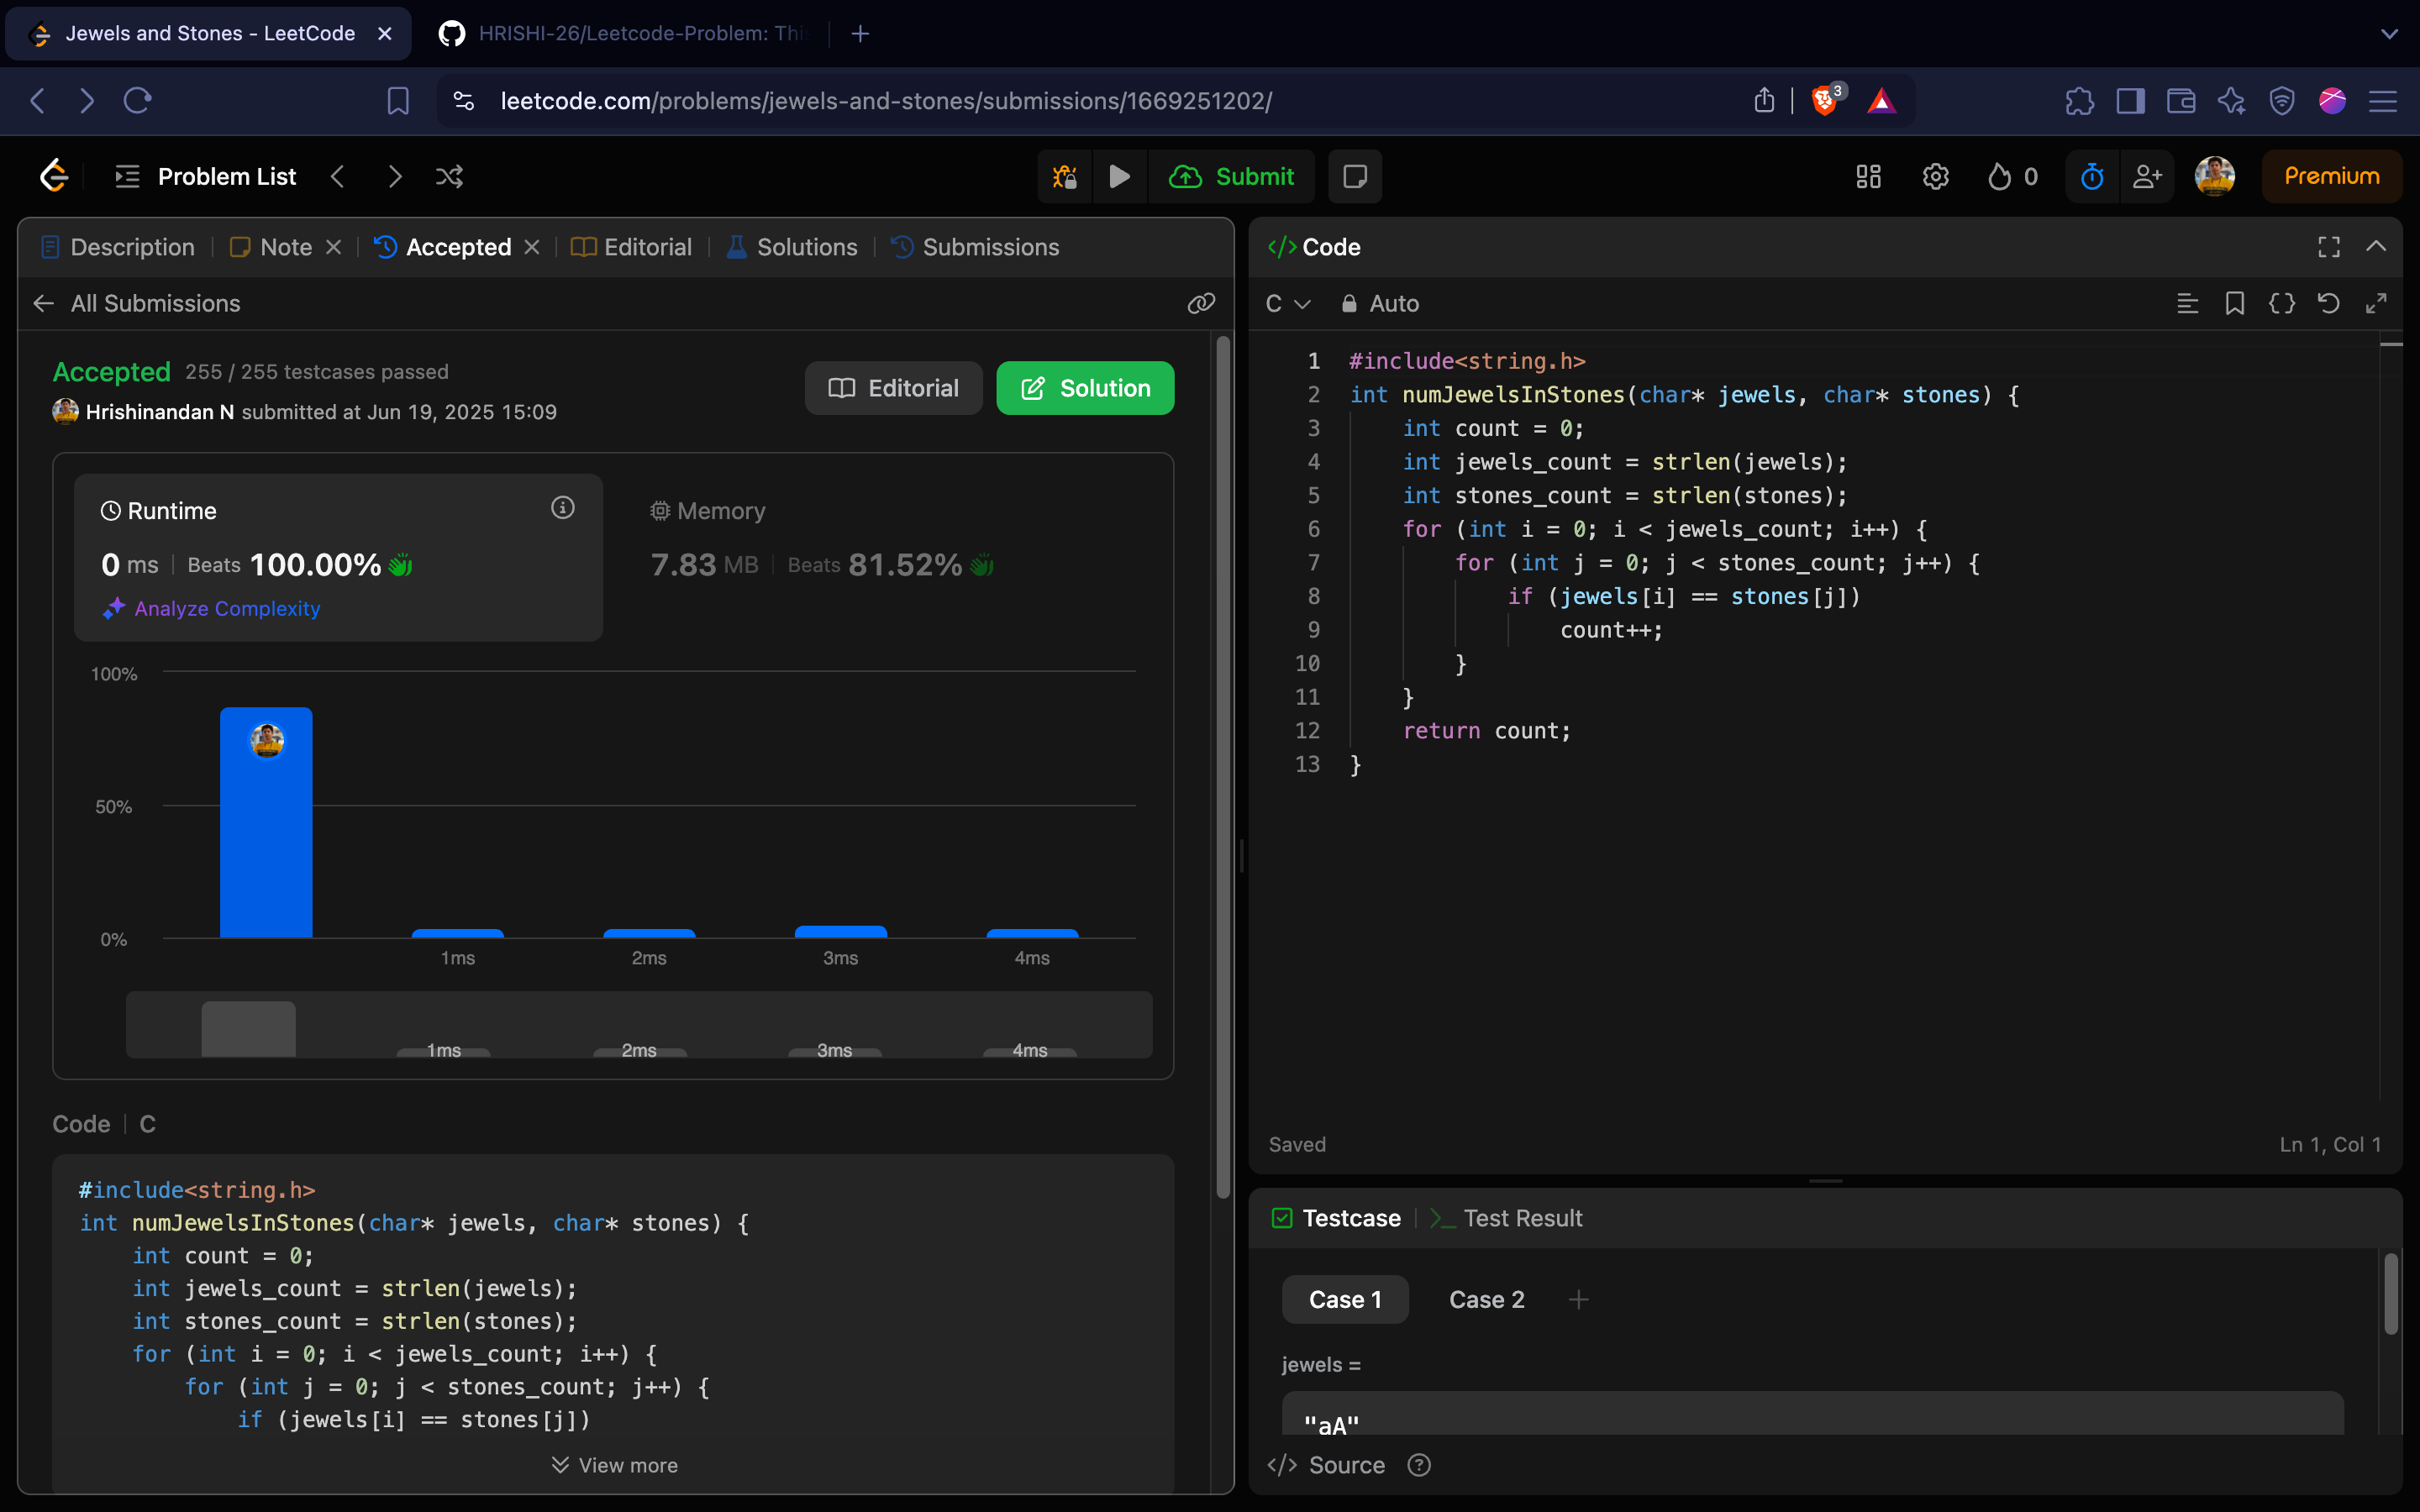 Jewels and Stones - LeetCode
HRISHI-26/Leetcode-Problem: Thi
leetcode.com/problems/jewels-and-stones/submissions/1669251202/
3
Problem List
Submit
0
Premium
Description
Note
Accepted
Editorial
Solutions
Submissions
All Submissions
Accepted 255 / 255 testcases passed
Hrishinandan N submitted at Jun 19, 2025 15:09
Editorial
Solution
Runtime
0 ms | Beats 100.00%
Analyze Complexity
Memory
7.83 MB | Beats 81.52%
100%
50%
0%
1ms 2ms 3ms 4ms
1ms 2ms 3ms 4ms
Code | C
#include<string.h>
int numJewelsInStones(char* jewels, char* stones) {
    int count = 0;
    int jewels_count = strlen(jewels);
    int stones_count = strlen(stones);
    for (int i = 0; i < jewels_count; i++) {
        for (int j = 0; j < stones_count; j++) {
            if (jewels[i] == stones[j])
View more
</> Code
C
Auto
1 #include<string.h>
2 int numJewelsInStones(char* jewels, char* stones) {
3     int count = 0;
4     int jewels_count = strlen(jewels);
5     int stones_count = strlen(stones);
6     for (int i = 0; i < jewels_count; i++) {
7         for (int j = 0; j < stones_count; j++) {
8             if (jewels[i] == stones[j])
9                 count++;
10         }
11     }
12     return count;
13 }
Saved
Ln 1, Col 1
Testcase
Test Result
Case 1
Case 2
jewels =
"aA"
</> Source